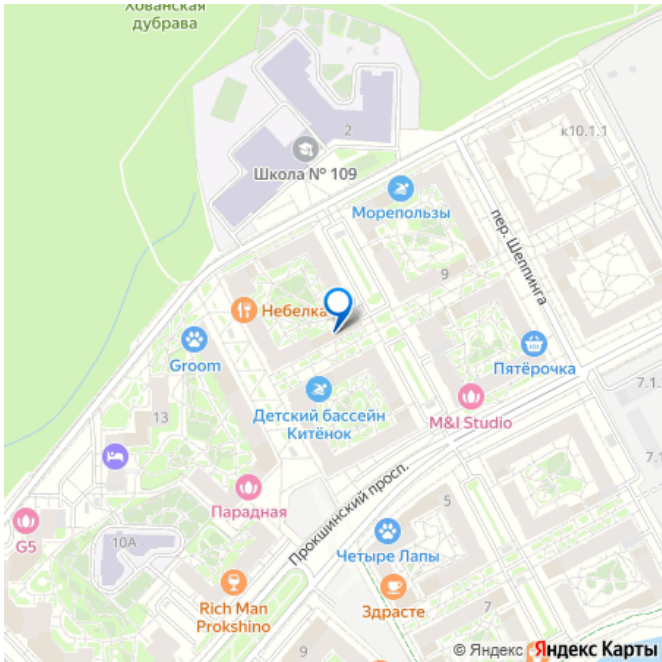 Хованская
дубрава
2
Школа № 109
к10.1.1
Морепользы
пер. Шеппинга
9
Небелка
Groom
Пятёрочка
7.1.
Детский бассейн
Китёнок
M&I Studio
13
7.1
Парадная
Прокшинский просп.
5
G5
10А
Четыре Лапы
Rich Man
Prokshino
Здрасте
7
9
© Яндекс Яндекс Карты